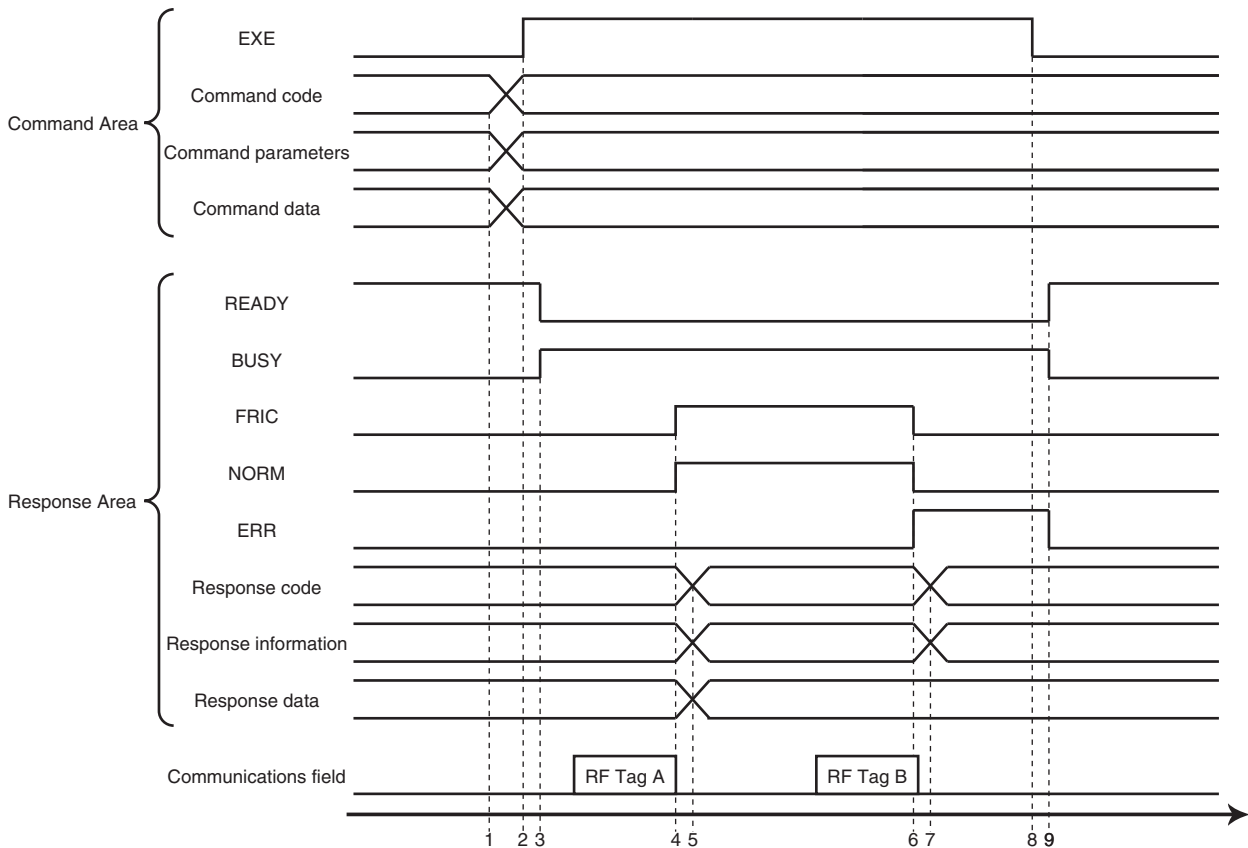 EXE
Command code
Command Area
Command parameters
Command data
READY
BUSY
FRIC
NORM
Response Area
ERR
Response code
Response information
Response data
Communications field
RF Tag A
RF Tag B
1 2 3 4 5 6 7 8 9